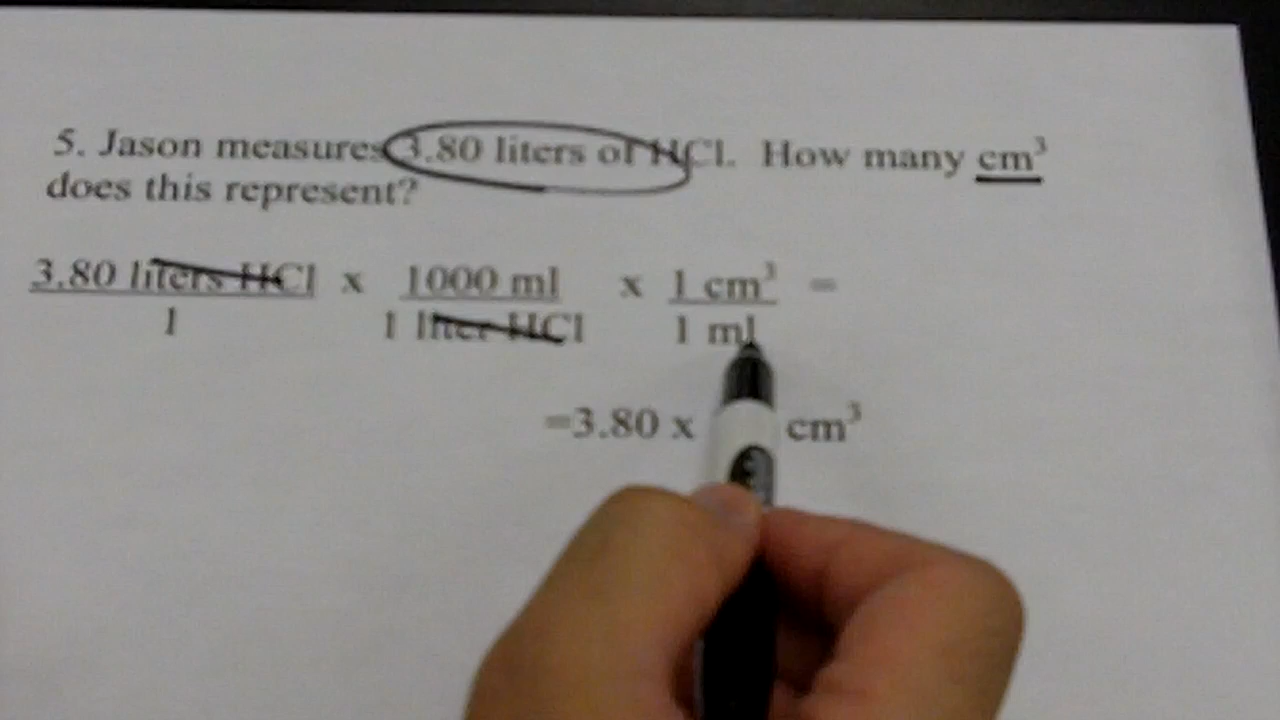 5. Jason measures 3.80 liters of HCl. How many cm³
does this represent?
3.80 liters HCl x 1000 ml x 1 cm³ =
1 1 liter HCl 1 ml
=3.80 x cm³